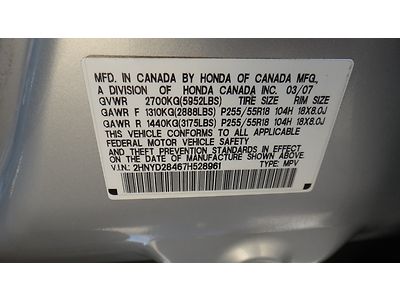 MFD. IN CANADA BY HONDA OF CANADA MFG.,
A DIVISION OF HONDA CANADA INC. 03/07
GVWR 2700KG(5952LBS) TIRE SIZE RIM SIZE
GAWR F 1310KG(2888LBS) P255/55R18 104H 18X8.0J
GAWR R 1440KG(3175LBS) P255/55R18 104H 18X8.0J
THIS VEHICLE CONFORMS TO ALL APPLICABLE
FEDERAL MOTOR VEHICLE SAFETY
AND THEFT PREVENTION STANDARDS IN EFFECT
ON THE DATE OF MANUFACTURE SHOWN ABOVE.
V.I.N.: 2HNYD28467H528961 TYPE: MPV